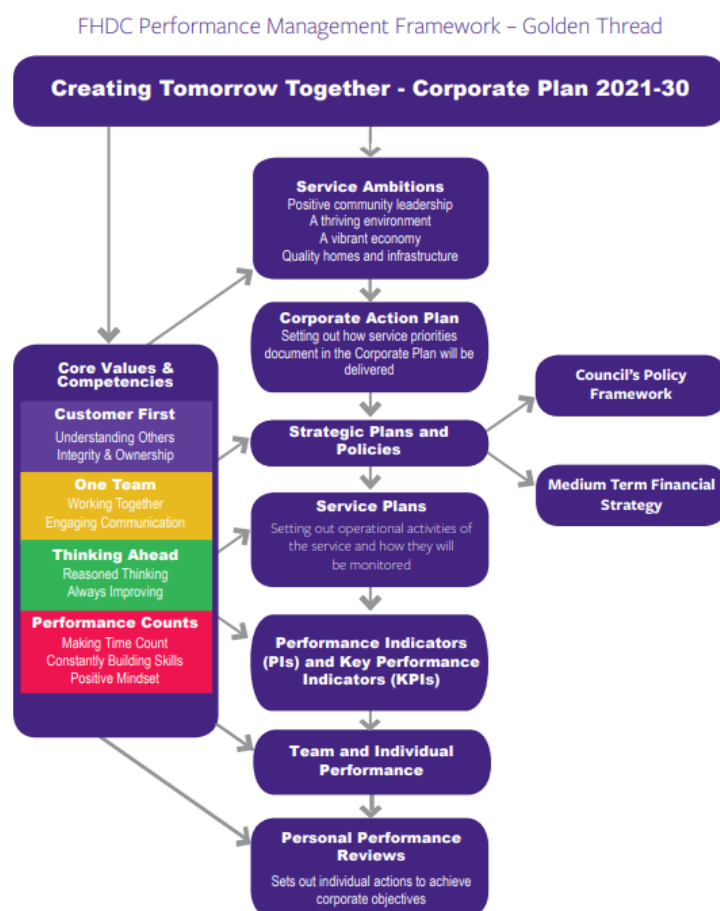 FHDC Performance Management Framework – Golden Thread
Creating Tomorrow Together - Corporate Plan 2021-30
Service Ambitions
Positive community leadership
A thriving environment
A vibrant economy
Quality homes and infrastructure
Corporate Action Plan
Setting out how service priorities
document in the Corporate Plan will be
delivered
Core Values &
Competencies
Customer First
Understanding Others
Integrity & Ownership
One Team
Working Together
Engaging Communication
Thinking Ahead
Reasoned Thinking
Always Improving
Performance Counts
Making Time Count
Constantly Building Skills
Positive Mindset
Strategic Plans and
Policies
Council’s Policy
Framework
Medium Term Financial
Strategy
Service Plans
Setting out operational activities of
the service and how they will
be monitored
Performance Indicators
(PIs) and Key Performance
Indicators (KPIs)
Team and Individual
Performance
Personal Performance
Reviews
Sets out individual actions to achieve
corporate objectives